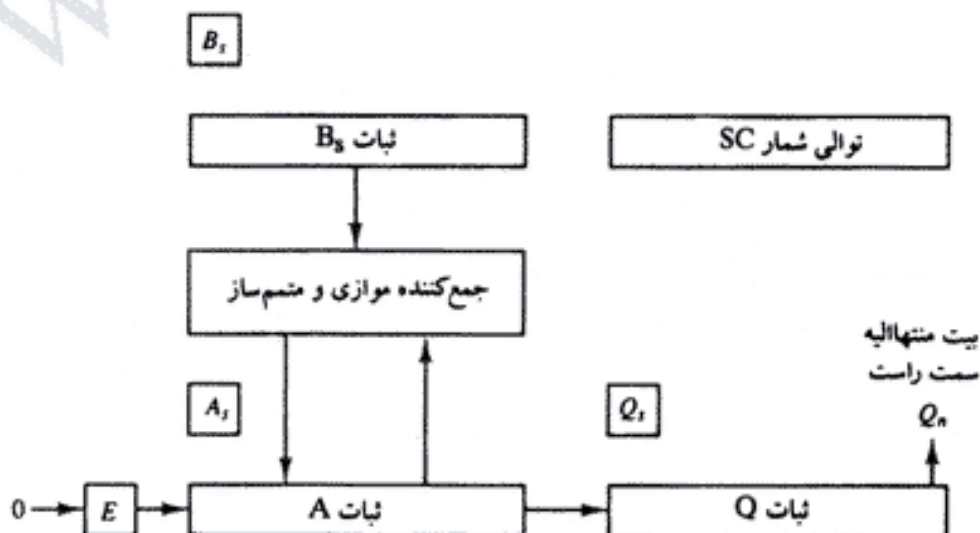 Bₛ
ثبات Bₛ
توالی شمار SC
جمع‌کننده موازی و متمم‌ساز
بیت منتهاالیه
سمت راست
Aₛ
Qₛ
Qₙ
0
E
ثبات A
ثبات Q